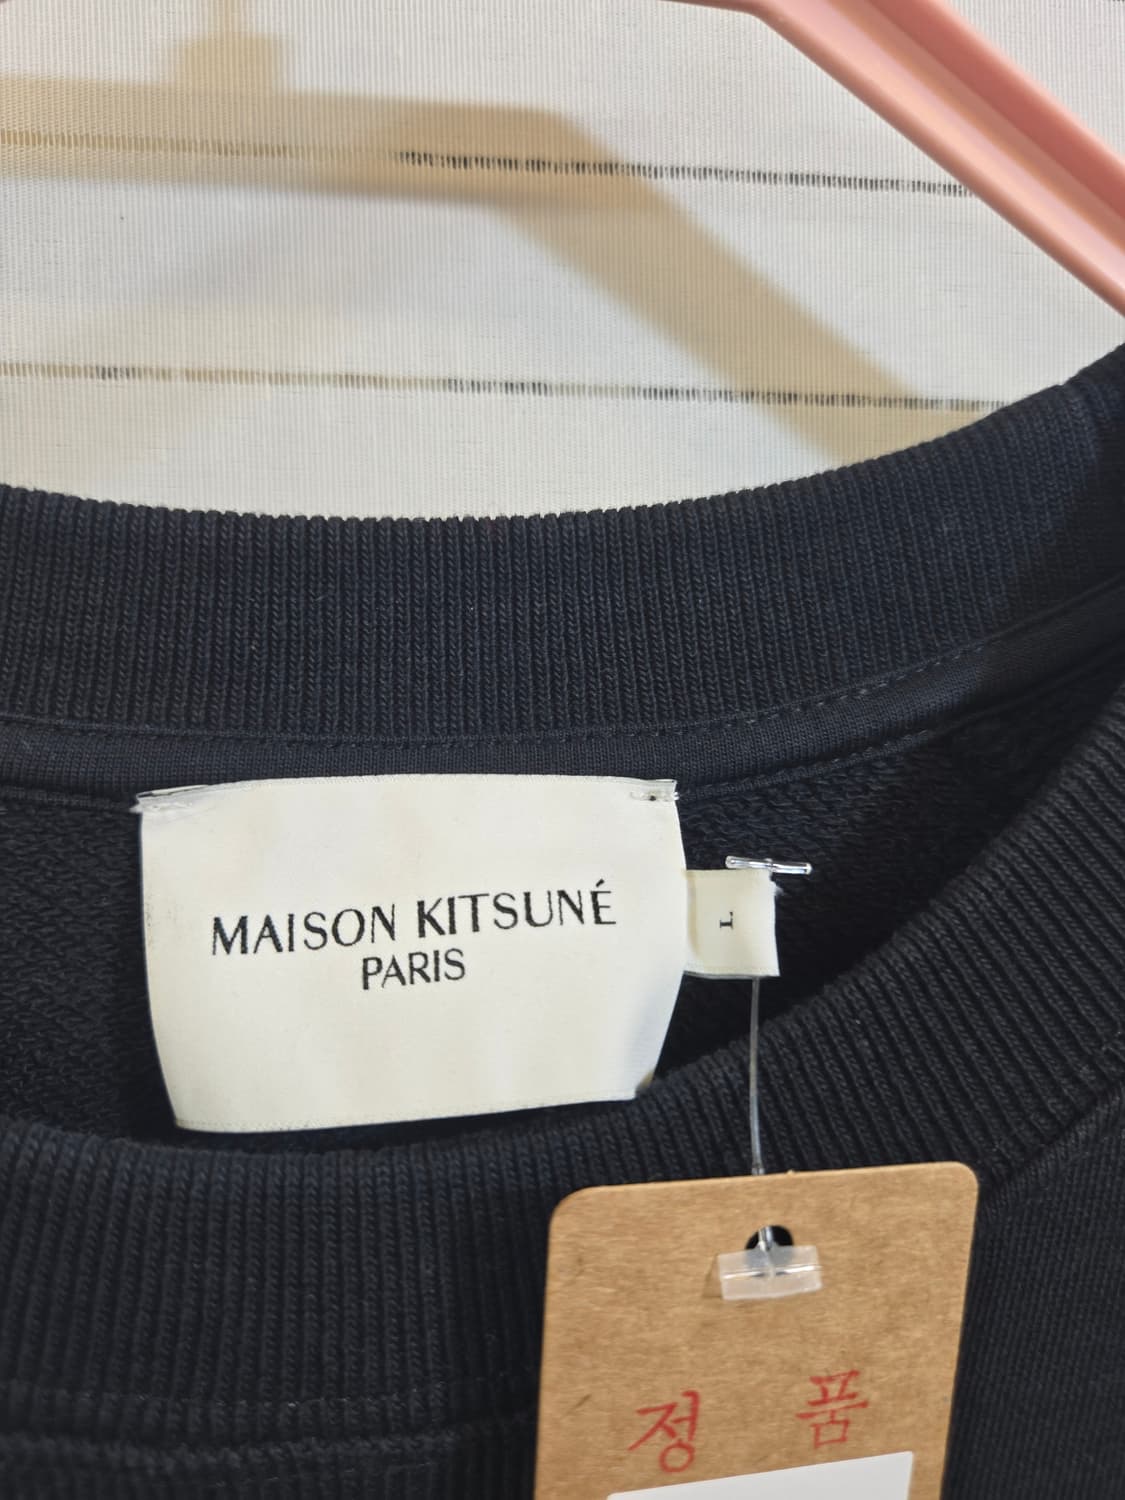 MAISON KITSUNÉ
PARIS
L
정 품